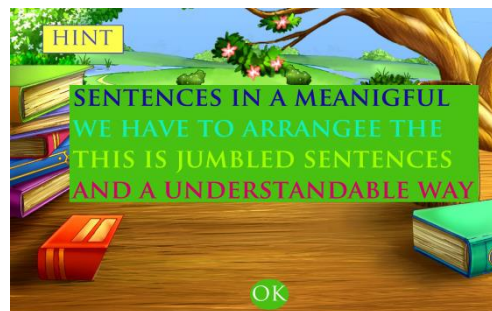 HINT
SENTENCES IN A MEANIGFUL
WE HAVE TO ARRANGEE THE
THIS IS JUMBLED SENTENCES
AND A UNDERSTANDABLE WAY
OK